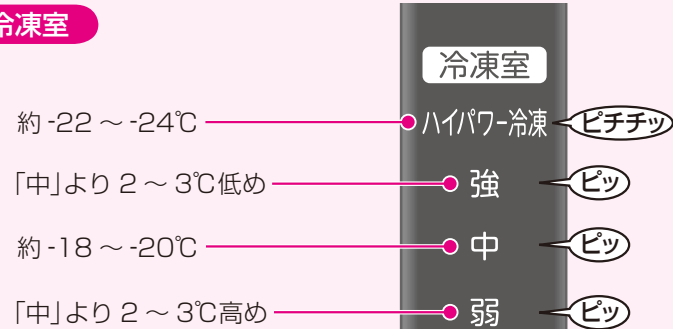 冷凍室
冷凍室
約 -22 ～ -24℃
ハイパワー冷凍
ピチチッ
「中」より 2 ～ 3℃低め
強
ピッ
約 -18 ～ -20℃
中
ピッ
「中」より 2 ～ 3℃高め
弱
ピッ